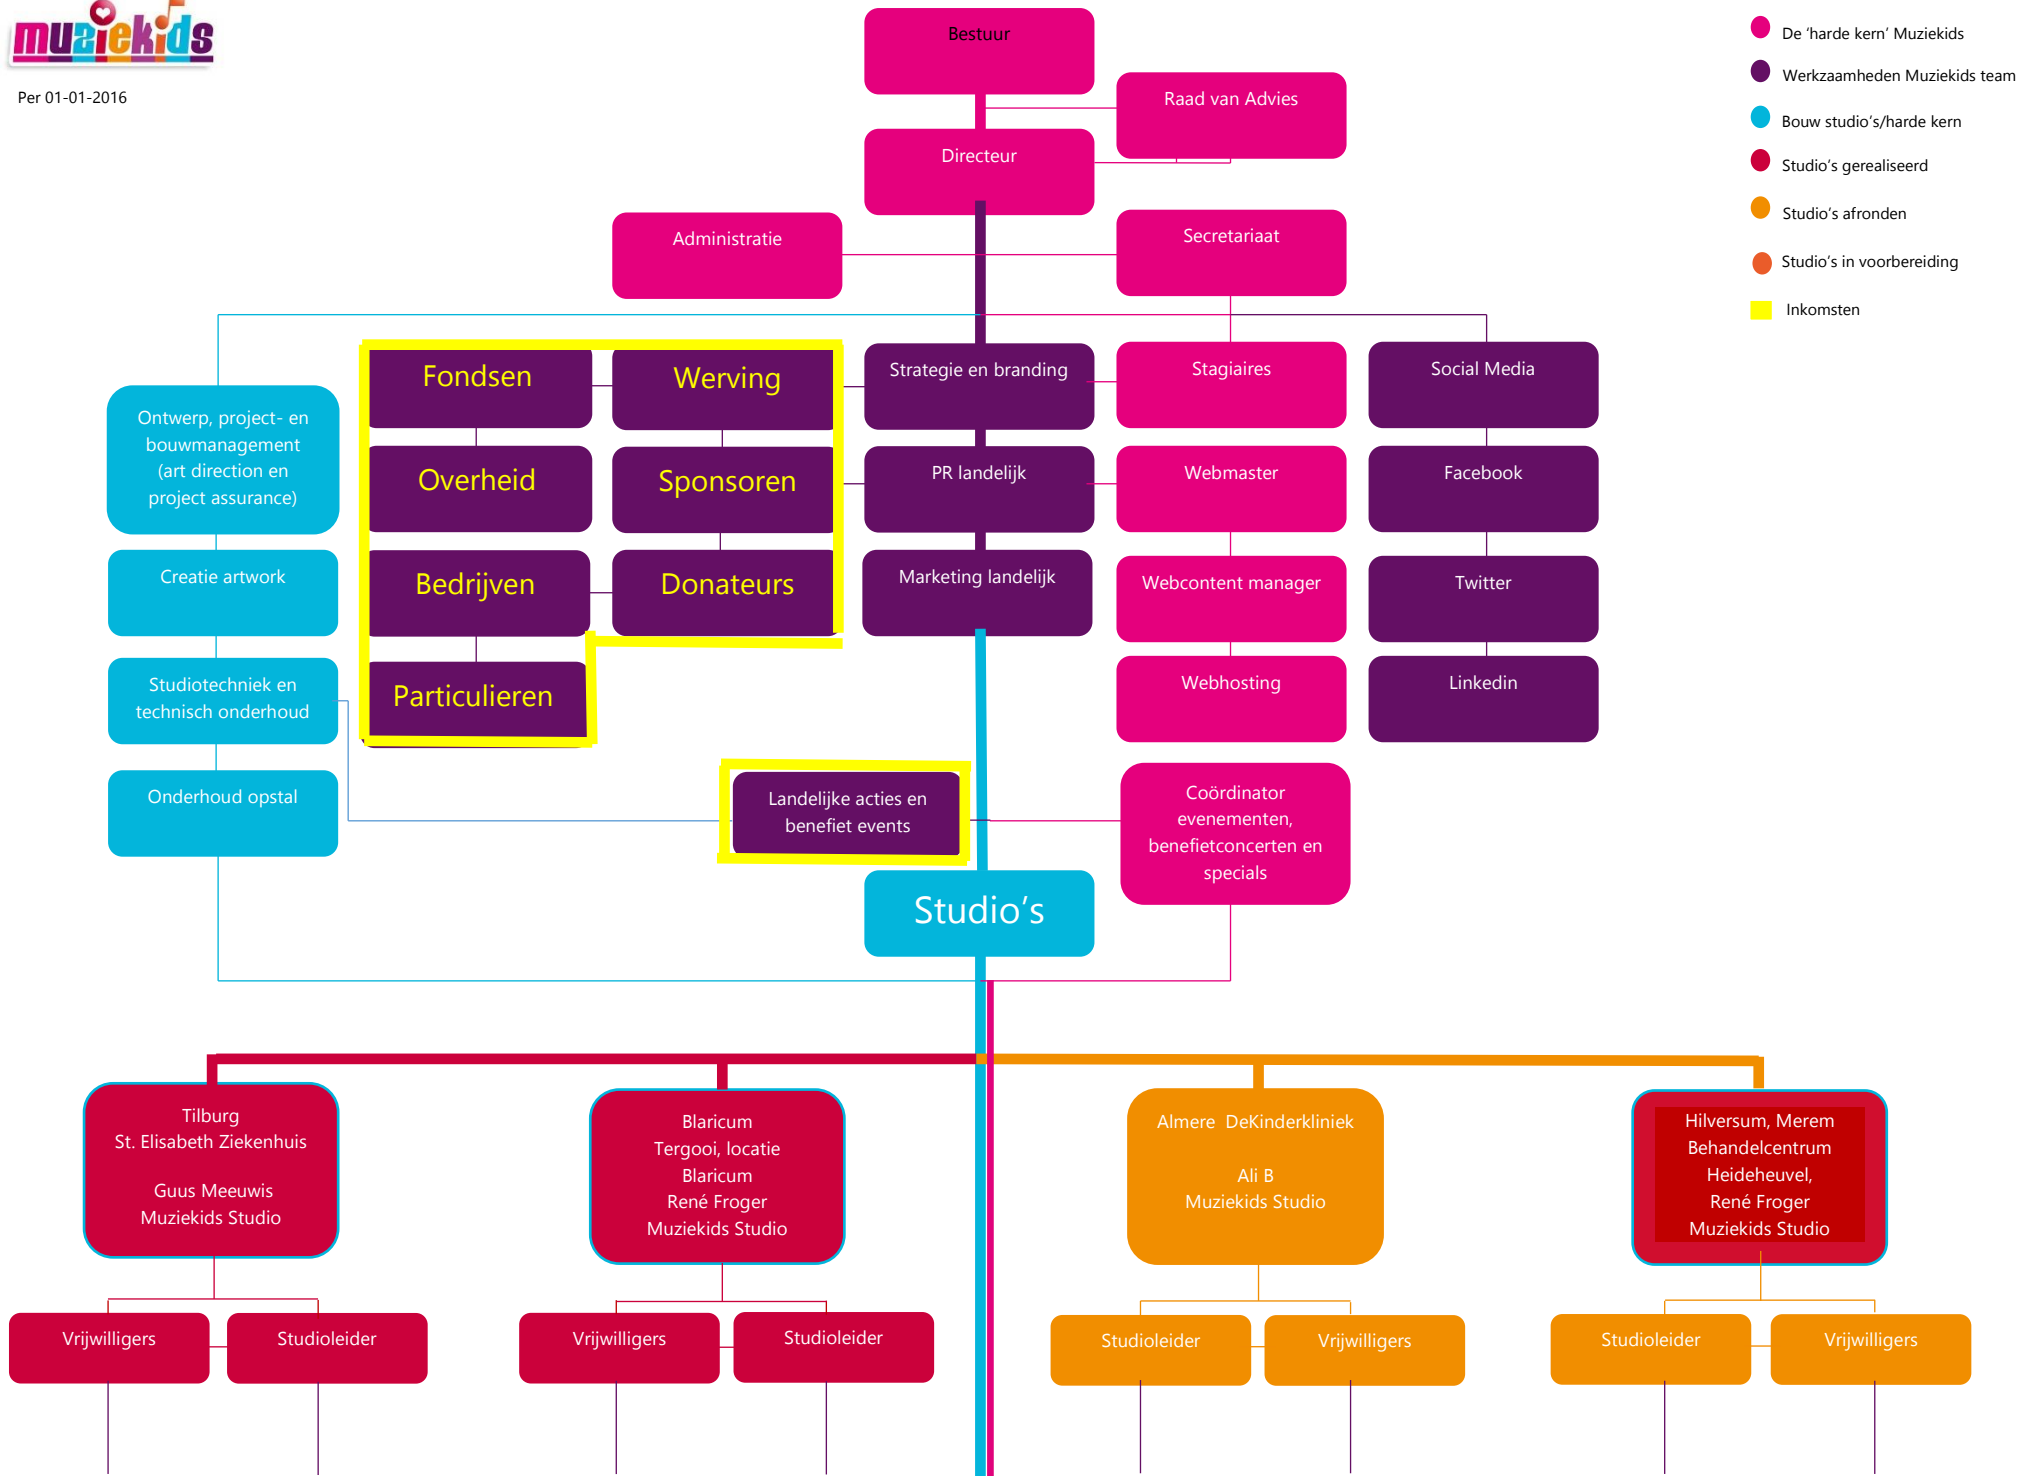 muziekids
Per 01-01-2016
Bestuur
Raad van Advies
Directeur
Administratie
Secretariaat
De ‘harde kern’ Muziekids
Werkzaamheden Muziekids team
Bouw studio’s/harde kern
Studio’s gerealiseerd
Studio’s afronden
Studio’s in voorbereiding
Inkomsten
Fondsen
Werving
Strategie en branding
Stagiaires
Social Media
Ontwerp, project- en
bouwmanagement
(art direction en
project assurance)
Overheid
Sponsoren
PR landelijk
Webmaster
Facebook
Creatie artwork
Bedrijven
Donateurs
Marketing landelijk
Webcontent manager
Twitter
Studiotechniek en
technisch onderhoud
Particulieren
Webhosting
Linkedin
Onderhoud opstal
Landelijke acties en
benefiet events
Coördinator
evenementen,
benefietconcerten en
specials
Studio’s
Tilburg
St. Elisabeth Ziekenhuis
Guus Meeuwis
Muziekids Studio
Blaricum
Tergooi, locatie
Blaricum
René Froger
Muziekids Studio
Almere DeKinderkliniek
Ali B
Muziekids Studio
Hilversum, Merem
Behandelcentrum
Heideheuvel,
René Froger
Muziekids Studio
Vrijwilligers
Studioleider
Vrijwilligers
Studioleider
Studioleider
Vrijwilligers
Studioleider
Vrijwilligers